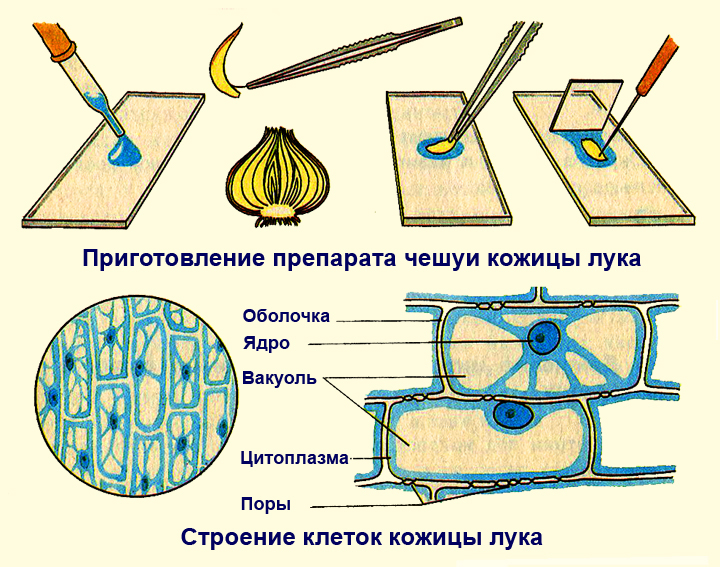 Приготовление препарата чешуи кожицы лука
Оболочка
Ядро
Вакуоль
Цитоплазма
Поры
Строение клеток кожицы лука